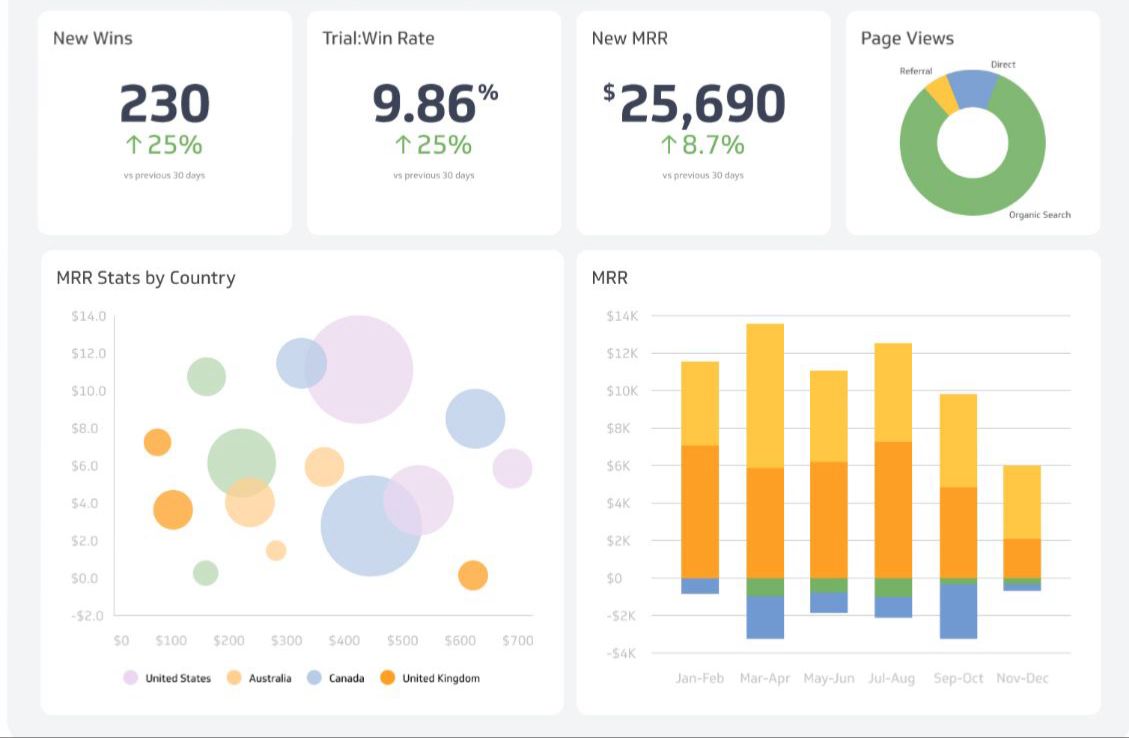 New Wins
230
↑ 25%
vs previous 30 days
Trial:Win Rate
9.86%
↑ 25%
vs previous 30 days
New MRR
$25,690
↑ 8.7%
vs previous 30 days
Page Views
Direct
Referral
Organic Search
MRR Stats by Country
$14.0
$12.0
$10.0
$8.0
$6.0
$4.0
$2.0
$0.0
-$2.0
$0 $100 $200 $300 $400 $500 $600 $700
United States Australia Canada United Kingdom
MRR
$14K
$12K
$10K
$8K
$6K
$4K
$2K
$0
-$2K
-$4K
Jan-Feb Mar-Apr May-Jun Jul-Aug Sep-Oct Nov-Dec